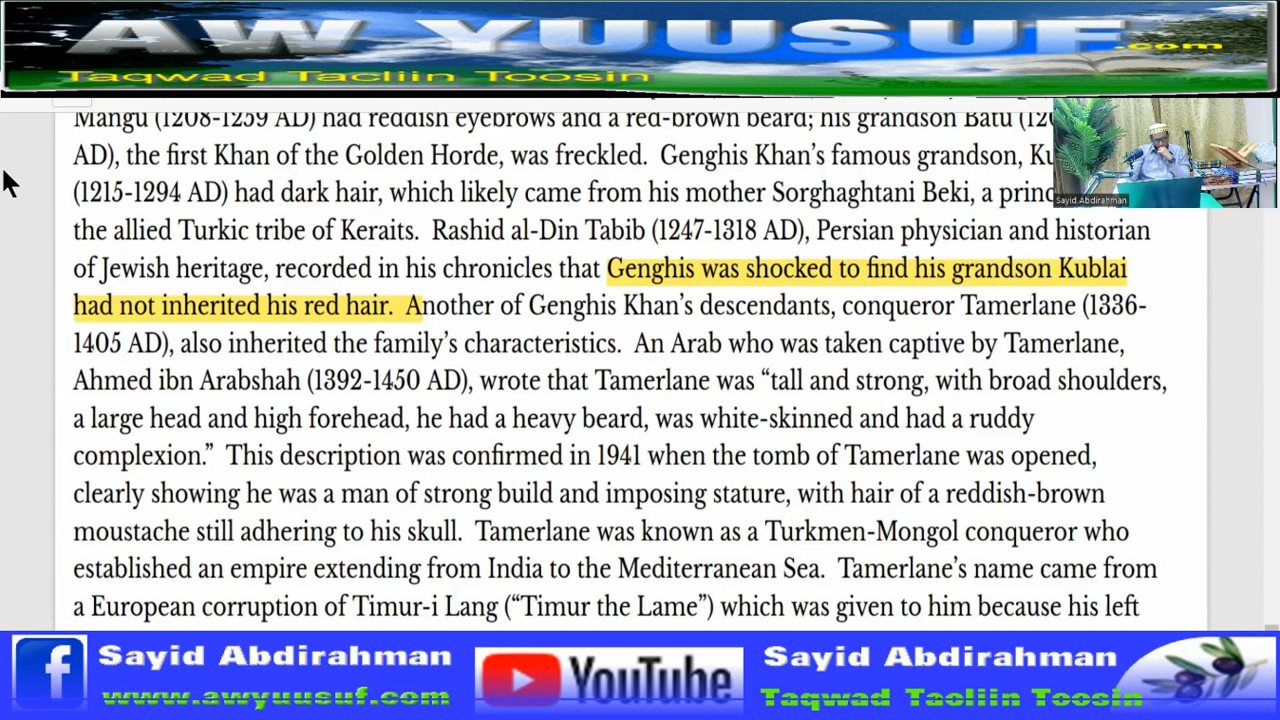 AW YUUSUF.com
Taqwad Tacliin Toosin
Mangu (1208-1259 AD) had reddish eyebrows and a red-brown beard; his grandson Batu (120
AD), the first Khan of the Golden Horde, was freckled. Genghis Khan's famous grandson, Ku
(1215-1294 AD) had dark hair, which likely came from his mother Sorghaghtani Beki, a prin
the allied Turkic tribe of Keraits. Rashid al-Din Tabib (1247-1318 AD), Persian physician and historian
of Jewish heritage, recorded in his chronicles that Genghis was shocked to find his grandson Kublai
had not inherited his red hair. Another of Genghis Khan's descendants, conqueror Tamerlane (1336-
1405 AD), also inherited the family's characteristics. An Arab who was taken captive by Tamerlane,
Ahmed ibn Arabshah (1392-1450 AD), wrote that Tamerlane was “tall and strong, with broad shoulders,
a large head and high forehead, he had a heavy beard, was white-skinned and had a ruddy
complexion.” This description was confirmed in 1941 when the tomb of Tamerlane was opened,
clearly showing he was a man of strong build and imposing stature, with hair of a reddish-brown
moustache still adhering to his skull. Tamerlane was known as a Turkmen-Mongol conqueror who
established an empire extending from India to the Mediterranean Sea. Tamerlane's name came from
a European corruption of Timur-i Lang (“Timur the Lame”) which was given to him because his left
Sayid Abdirahman
f Sayid Abdirahman
www.awyuusuf.com
YouTube
Sayid Abdirahman
Taqwad Tacliin Toosin